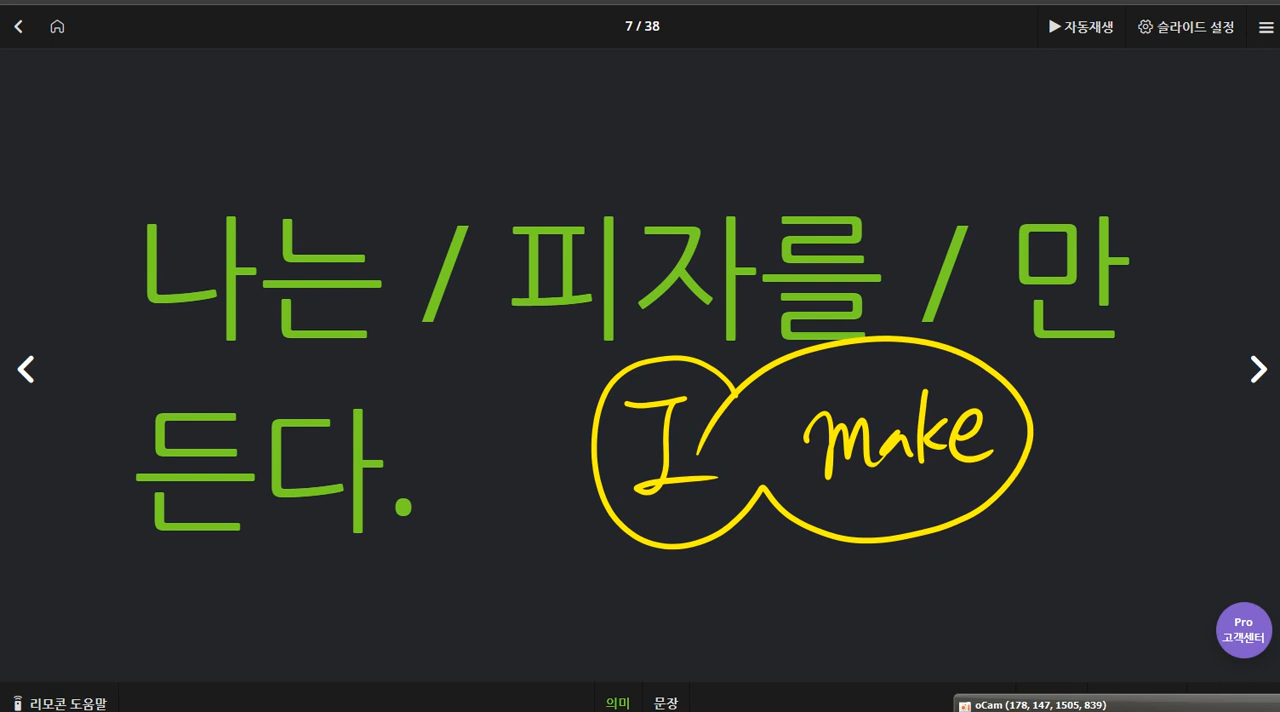 7 / 38
▶ 자동재생
슬라이드 설정
나는 / 피자를 / 만
든다.
I make
Pro
고객센터
리모콘 도움말
의미
문장
oCam (178, 147, 1505, 839)